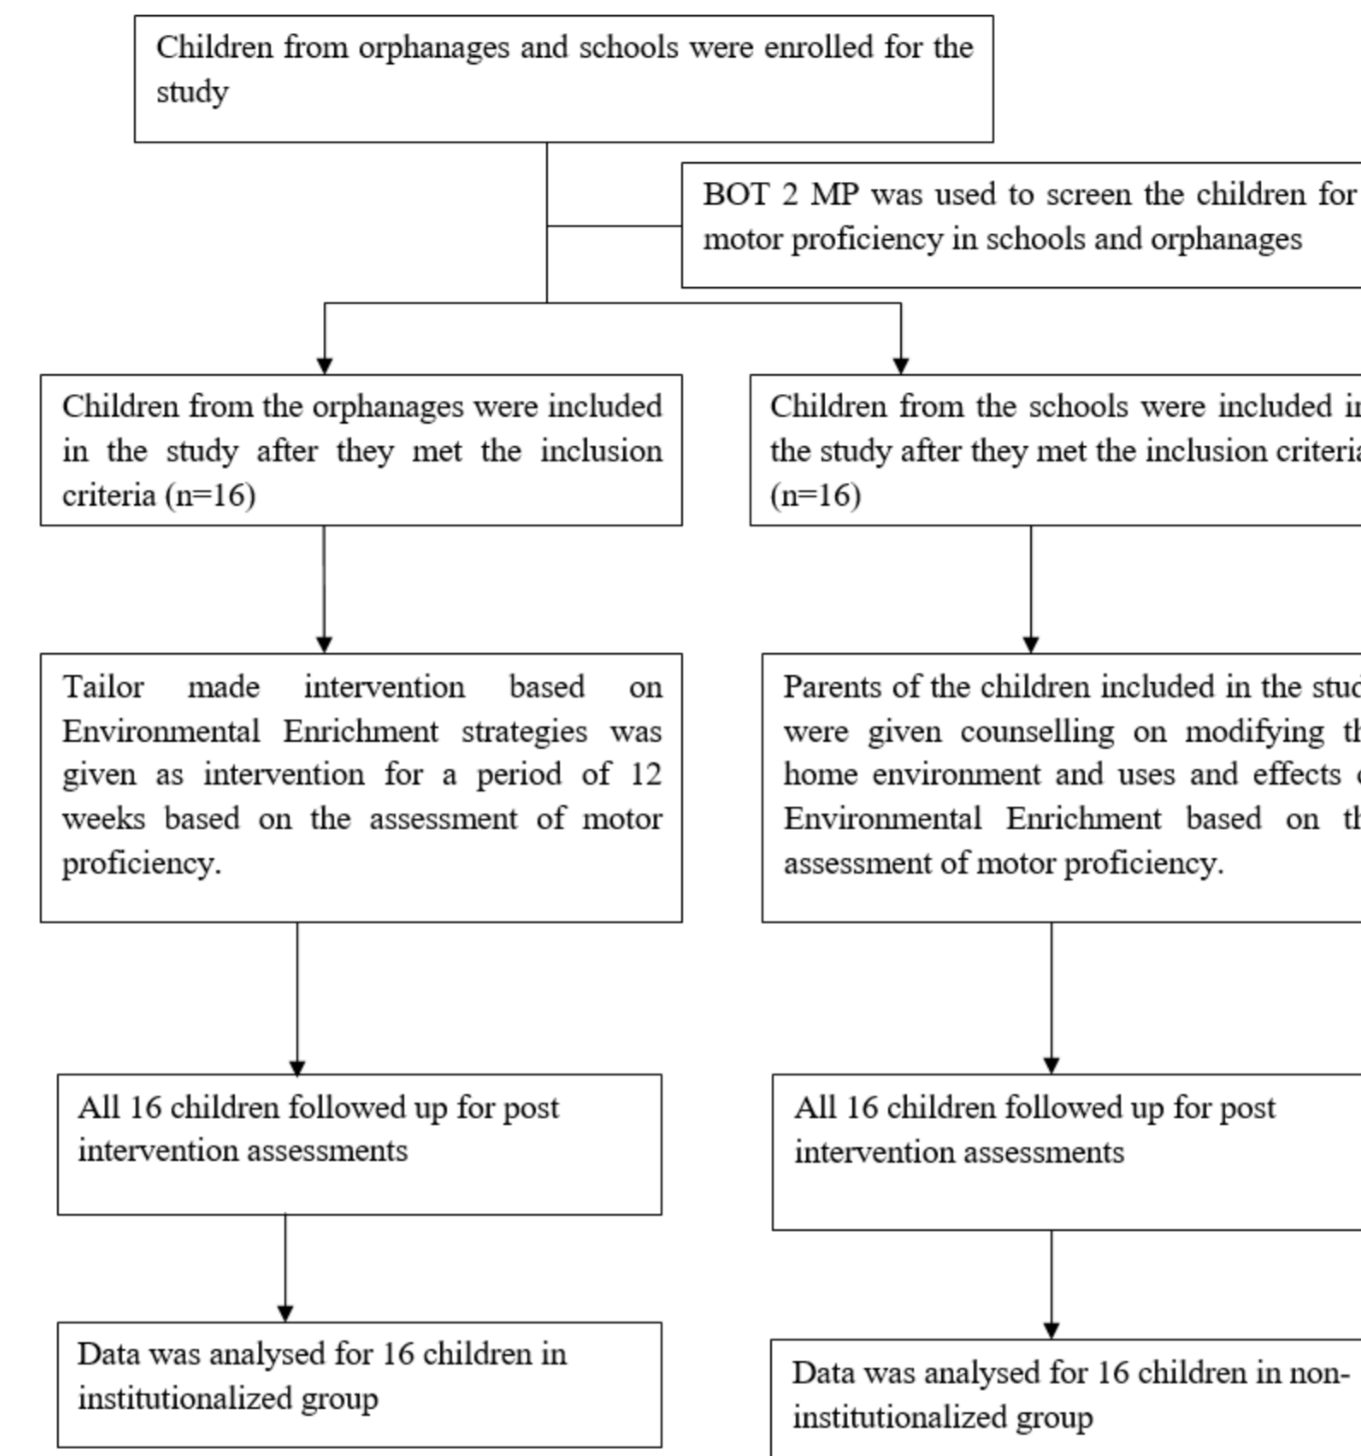 Children from orphanages and schools were enrolled for the
study
BOT 2 MP was used to screen the children for
motor proficiency in schools and orphanages
Children from the orphanages were included
in the study after they met the inclusion
criteria (n=16)
Children from the schools were included in
the study after they met the inclusion criteria
(n=16)
Tailor made intervention based on
Environmental Enrichment strategies was
given as intervention for a period of 12
weeks based on the assessment of motor
proficiency.
Parents of the children included in the
were given counselling on modifying
home environment and uses and effects
Environmental Enrichment based on
assessment of motor proficiency.
All 16 children followed up for post
intervention assessments
All 16 children followed up for post
intervention assessments
Data was analysed for 16 children in
institutionalized group
Data was analysed for 16 children in non-
institutionalized group